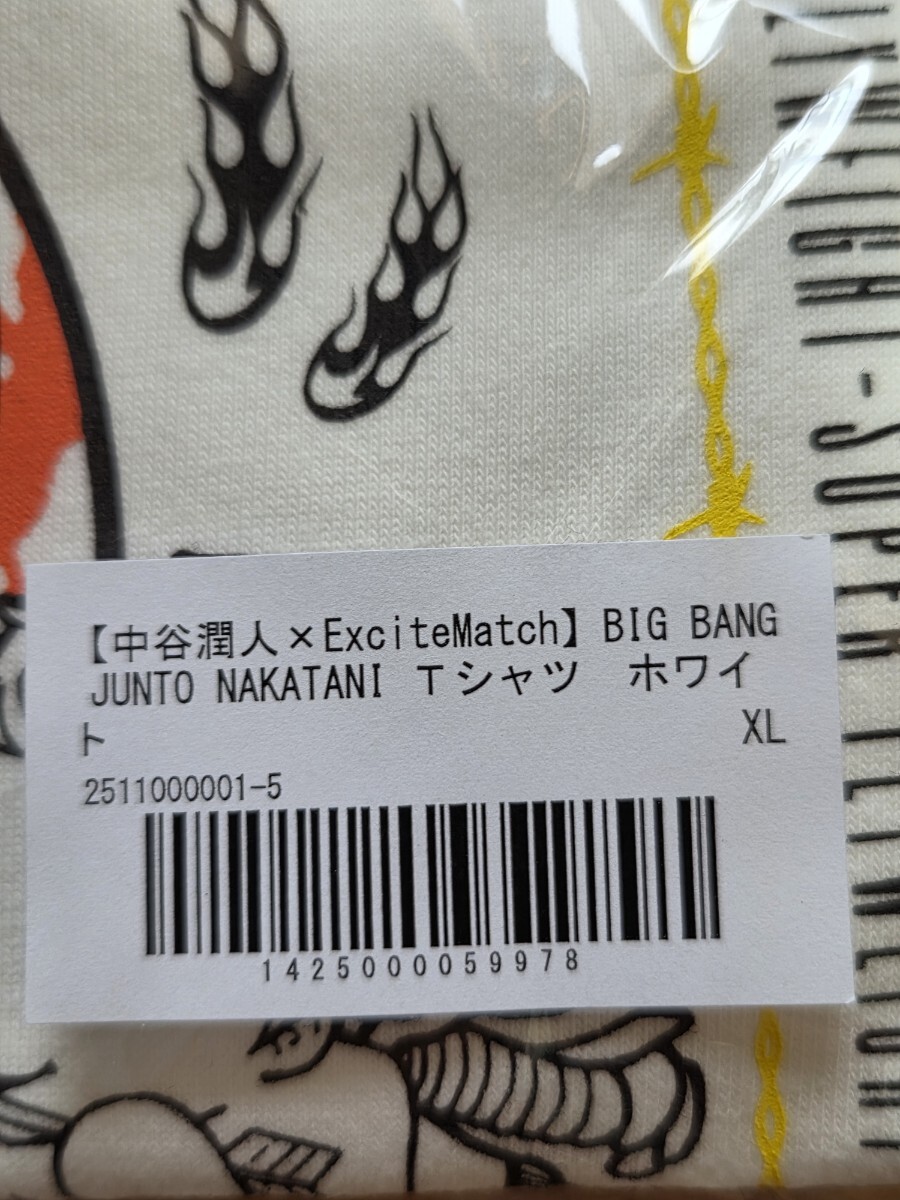 【中谷潤人×ExciteMatch】BIG BANG
JUNTO NAKATANI Ｔシャツ　ホワイ
ト XL
2511000001-5
1425000059978